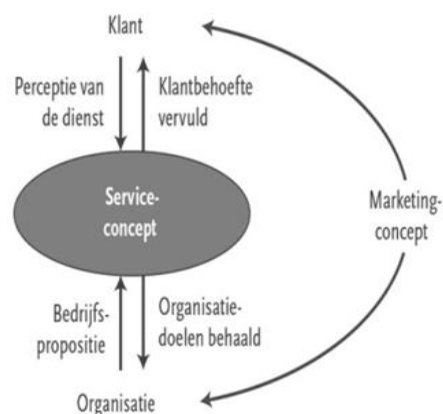 Klant
Perceptie van
de dienst
Klantbehoefte
vervuld
Service-
concept
Marketing-
concept
Bedrijfs-
propositie
Organisatie-
doelen behaald
Organisatie